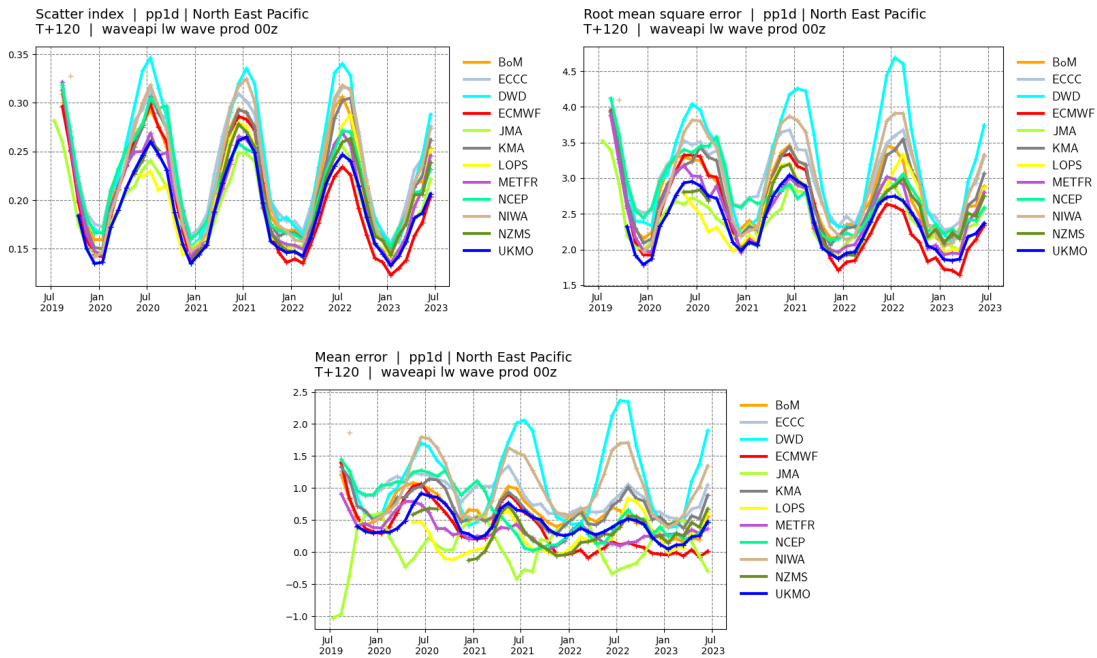 Scatter index | pp1d | North East Pacific
T+120 | waveapi lw wave prod 00z
0.35
0.30
0.25
0.20
0.15
Jul 2019
Jan 2020
Jul 2020
Jan 2021
Jul 2021
Jan 2022
Jul 2022
Jan 2023
Jul 2023
BoM
ECCC
DWD
ECMWF
JMA
KMA
LOPS
METFR
NCEP
NIWA
NZMS
UKMO
Root mean square error | pp1d | North East Pacific
T+120 | waveapi lw wave prod 00z
4.5
4.0
3.5
3.0
2.5
2.0
1.5
Jul 2019
Jan 2020
Jul 2020
Jan 2021
Jul 2021
Jan 2022
Jul 2022
Jan 2023
Jul 2023
BoM
ECCC
DWD
ECMWF
JMA
KMA
LOPS
METFR
NCEP
NIWA
NZMS
UKMO
Mean error | pp1d | North East Pacific
T+120 | waveapi lw wave prod 00z
2.5
2.0
1.5
1.0
0.5
0.0
−0.5
−1.0
Jul 2019
Jan 2020
Jul 2020
Jan 2021
Jul 2021
Jan 2022
Jul 2022
Jan 2023
Jul 2023
BoM
ECCC
DWD
ECMWF
JMA
KMA
LOPS
METFR
NCEP
NIWA
NZMS
UKMO